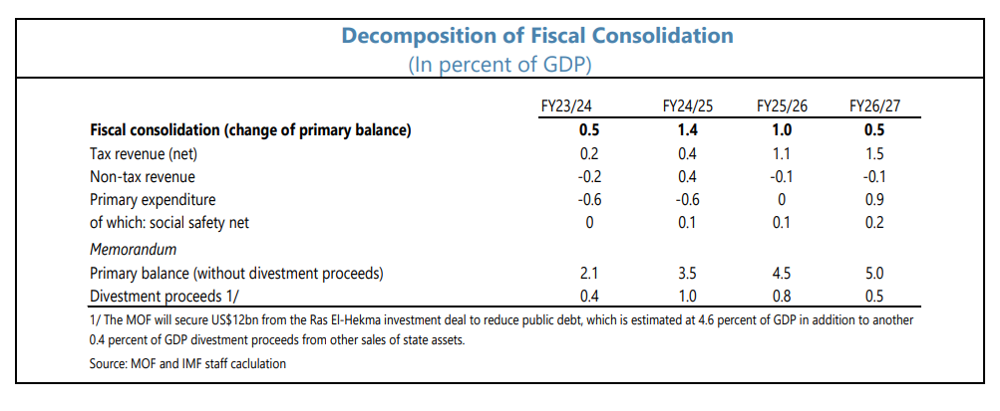 Decomposition of Fiscal Consolidation
(In percent of GDP)
FY23/24 FY24/25 FY25/26 FY26/27
Fiscal consolidation (change of primary balance) 0.5 1.4 1.0 0.5
Tax revenue (net) 0.2 0.4 1.1 1.5
Non-tax revenue -0.2 0.4 -0.1 -0.1
Primary expenditure -0.6 -0.6 0 0.9
of which: social safety net 0 0.1 0.1 0.2
Memorandum
Primary balance (without divestment proceeds) 2.1 3.5 4.5 5.0
Divestment proceeds 1/ 0.4 1.0 0.8 0.5
1/ The MOF will secure US$12bn from the Ras El-Hekma investment deal to reduce public debt, which is estimated at 4.6 percent of GDP in addition to another
0.4 percent of GDP divestment proceeds from other sales of state assets.
Source: MOF and IMF staff caclulation